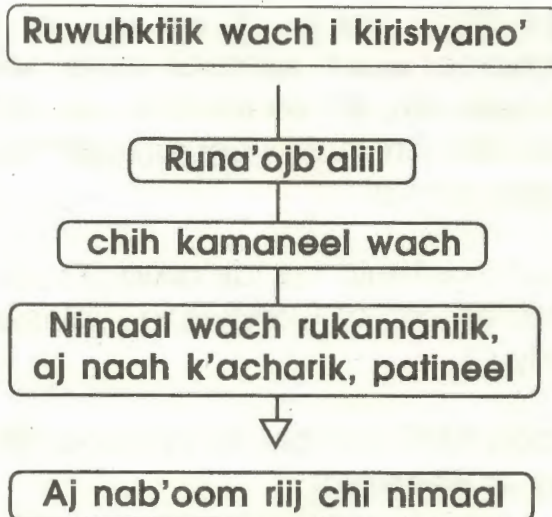 Ruwuhktiik wach i kiristyano'
Runa'ojb'aliil
chih kamaneel wach
Nimaal wach rukamaniik,
aj naah k'acharik, patineel
Aj nab'oom riij chi nimaal